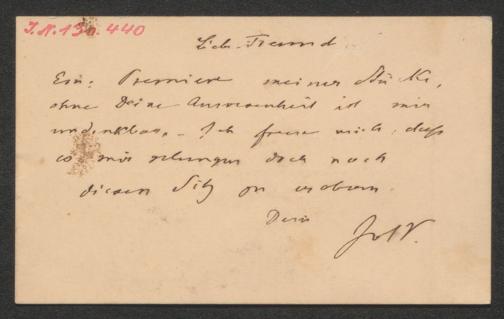 J.N. 130.440
Lieber Freund
Eine Premiere meiner Stücke,
ohne Deine Anwesenheit ist mir
undenkbar. – Ich freue mich, dass
es mir gelungen doch noch
diesen Sitz zu erobern.
Dein